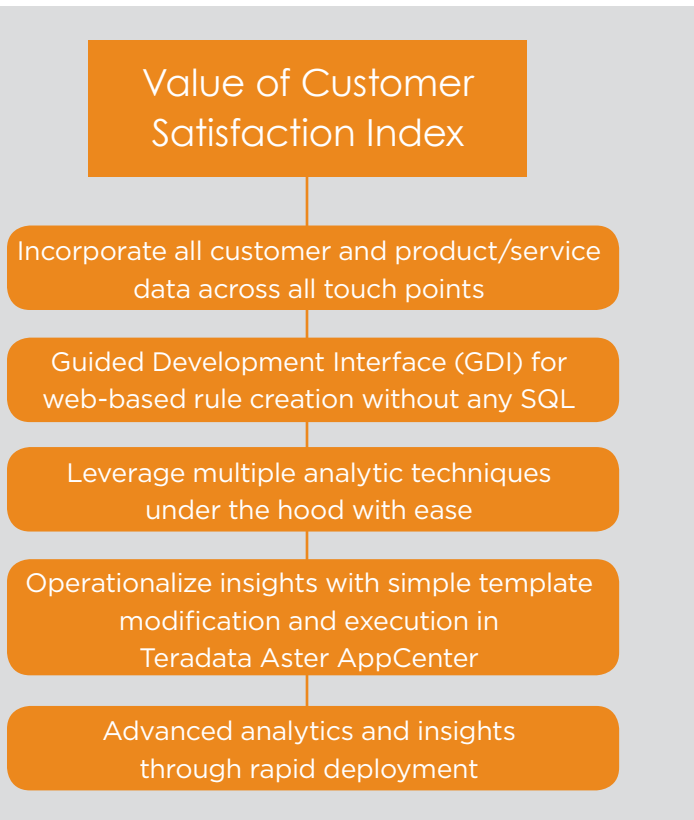 Value of Customer
Satisfaction Index
Incorporate all customer and product/service
data across all touch points
Guided Development Interface (GDI) for
web-based rule creation without any SQL
Leverage multiple analytic techniques
under the hood with ease
Operationalize insights with simple template
modification and execution in
Teradata Aster AppCenter
Advanced analytics and insights
through rapid deployment